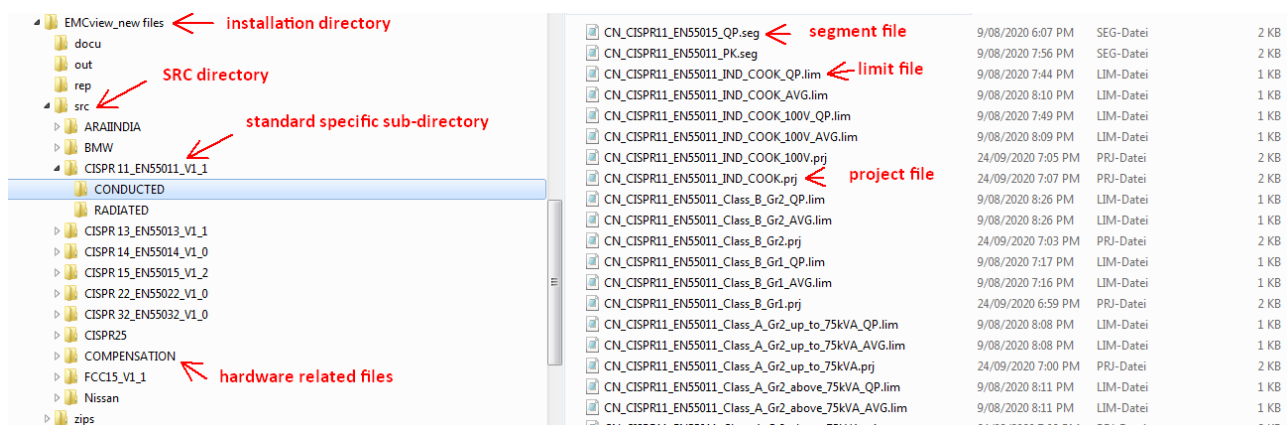 EMCview_new files
installation directory
docu
out
rep
SRC directory
src
ARAIINDIA
standard specific sub-directory
BMW
CISPR 11_EN55011_V1_1
CONDUCTED
RADIATED
CISPR 13_EN55013_V1_1
CISPR 14_EN55014_V1_0
CISPR 15_EN55015_V1_2
CISPR 22_EN55022_V1_0
CISPR 32_EN55032_V1_0
CISPR25
COMPENSATION
FCC15_V1_1
hardware related files
Nissan
zips
CN_CISPR11_EN55015_QP.seg segment file 9/08/2020 6:07 PM SEG-Datei 2 KB
CN_CISPR11_EN55011_PK.seg 9/08/2020 7:56 PM SEG-Datei 2 KB
CN_CISPR11_EN55011_IND_COOK_QP.lim limit file 9/08/2020 7:44 PM LIM-Datei 1 KB
CN_CISPR11_EN55011_IND_COOK_AVG.lim 9/08/2020 8:10 PM LIM-Datei 1 KB
CN_CISPR11_EN55011_IND_COOK_100V_QP.lim 9/08/2020 7:49 PM LIM-Datei 1 KB
CN_CISPR11_EN55011_IND_COOK_100V_AVG.lim 9/08/2020 8:09 PM LIM-Datei 1 KB
CN_CISPR11_EN55011_IND_COOK_100V.prj 24/09/2020 7:05 PM PRJ-Datei 2 KB
CN_CISPR11_EN55011_IND_COOK.prj project file 24/09/2020 7:07 PM PRJ-Datei 2 KB
CN_CISPR11_EN55011_Class_B_Gr2_QP.lim 9/08/2020 8:26 PM LIM-Datei 1 KB
CN_CISPR11_EN55011_Class_B_Gr2_AVG.lim 9/08/2020 8:26 PM LIM-Datei 1 KB
CN_CISPR11_EN55011_Class_B_Gr2.prj 24/09/2020 7:03 PM PRJ-Datei 2 KB
CN_CISPR11_EN55011_Class_B_Gr1_QP.lim 9/08/2020 7:17 PM LIM-Datei 1 KB
CN_CISPR11_EN55011_Class_B_Gr1_AVG.lim 9/08/2020 7:16 PM LIM-Datei 1 KB
CN_CISPR11_EN55011_Class_B_Gr1.prj 24/09/2020 6:59 PM PRJ-Datei 2 KB
CN_CISPR11_EN55011_Class_A_Gr2_up_to_75kVA_QP.lim 9/08/2020 8:08 PM LIM-Datei 1 KB
CN_CISPR11_EN55011_Class_A_Gr2_up_to_75kVA_AVG.lim 9/08/2020 8:08 PM LIM-Datei 1 KB
CN_CISPR11_EN55011_Class_A_Gr2_up_to_75kVA.prj 24/09/2020 7:00 PM PRJ-Datei 2 KB
CN_CISPR11_EN55011_Class_A_Gr2_above_75kVA_QP.lim 9/08/2020 8:11 PM LIM-Datei 1 KB
CN_CISPR11_EN55011_Class_A_Gr2_above_75kVA_AVG.lim 9/08/2020 8:11 PM LIM-Datei 1 KB